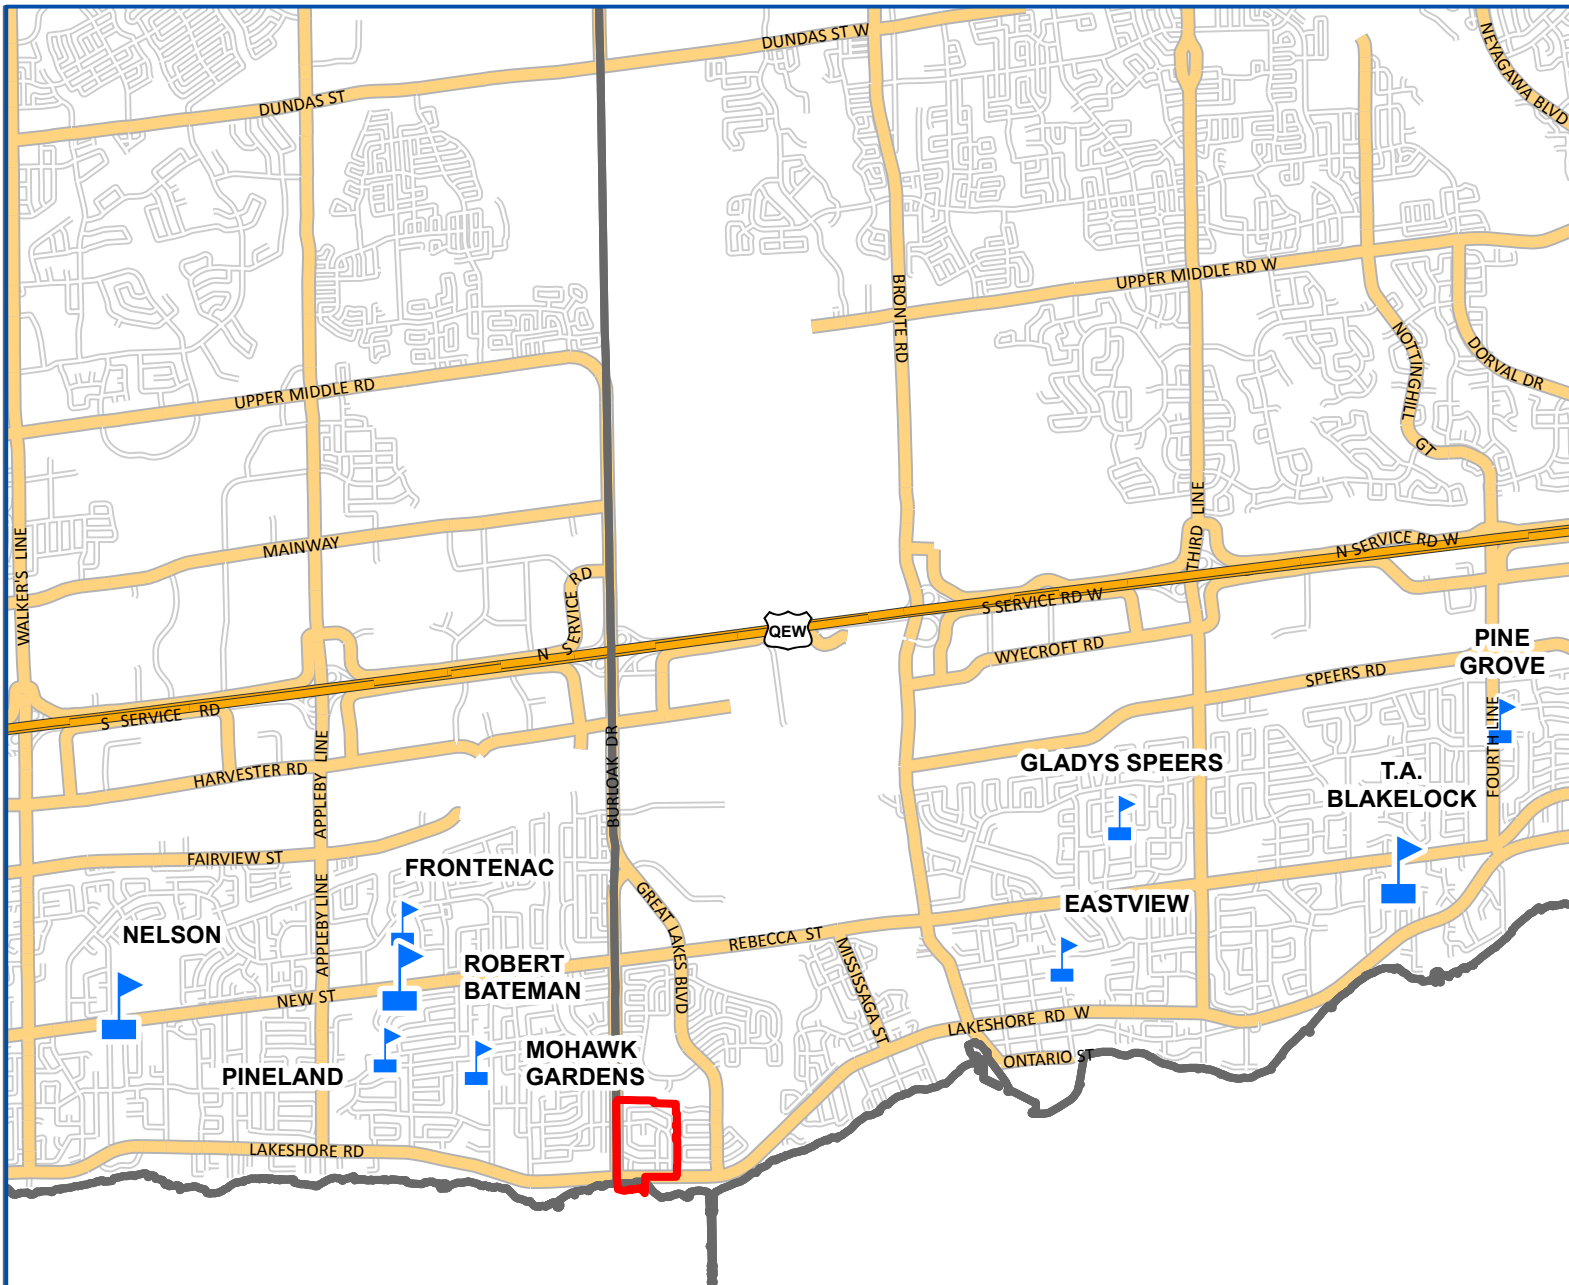 DUNDAS ST W
NEYAGAWA BLVD
DUNDAS ST
UPPER MIDDLE RD W
BRONTE RD
NOTTINGHILL
GT
DORVAL DR
UPPER MIDDLE RD
WALKER'S LINE
MAINWAY
THIRD LINE
N SERVICE RD W
N SERVICE RD
S
S SERVICE RD W
QEW
WYECROFT RD
PINE
GROVE
SPEERS RD
S SERVICE RD
FOURTH LINE
APPLEBY LINE
BURLOAK DR
HARVESTER RD
GLADYS SPEERS
T.A.
BLAKELOCK
FAIRVIEW ST
FRONTENAC
APPLEBY LINE
GREAT LAKES BLVD
EASTVIEW
NELSON
REBECCA ST
MISSISSAGA ST
ROBERT
BATEMAN
NEW ST
LAKESHORE RD W
MOHAWK
GARDENS
ONTARIO ST
PINELAND
LAKESHORE RD